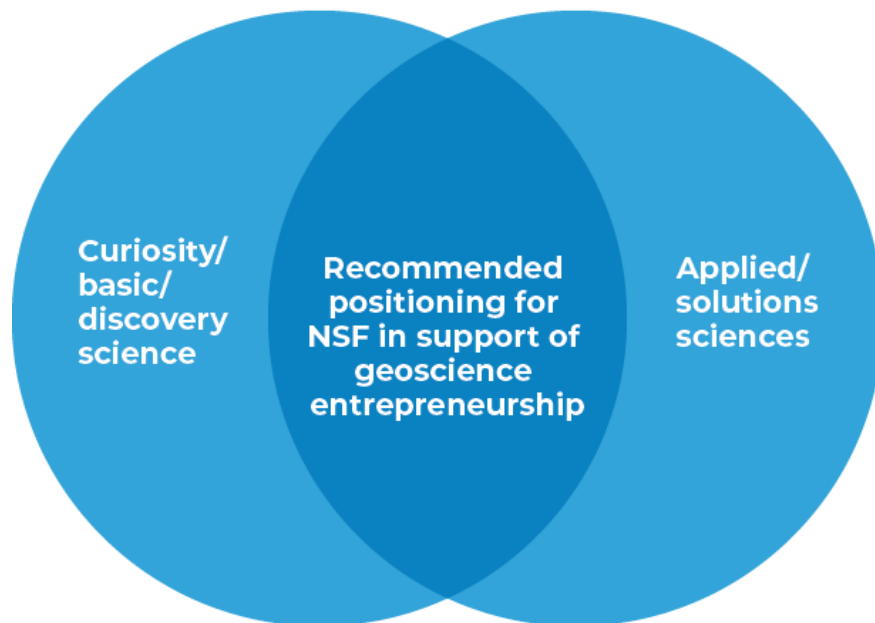 Curiosity/
basic/
discovery
science
Recommended
positioning for
NSF in support of
geoscience
entrepreneurship
Applied/
solutions
sciences